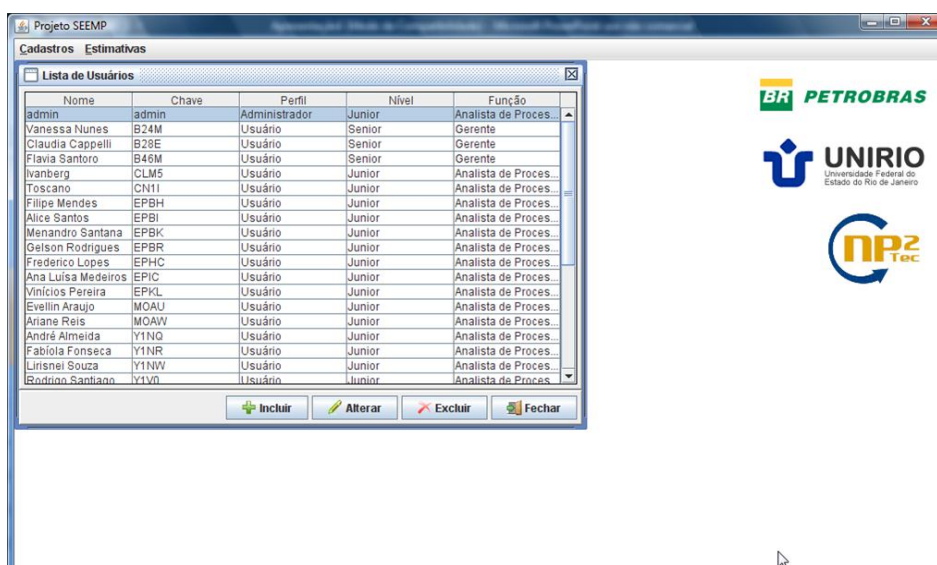 Projeto SEEMP
Cadastros Estimativas
Lista de Usuários
Nome Chave Perfil Nível Função
admin admin Administrador Junior Analista de Proces...
Vanessa Nunes B24M Usuário Senior Gerente
Claudia Cappelli B28E Usuário Senior Gerente
Flavia Santoro B46M Usuário Senior Gerente
Ivanberg CLM5 Usuário Junior Analista de Proces...
Toscano CN1I Usuário Junior Analista de Proces...
Filipe Mendes EPBH Usuário Junior Analista de Proces...
Alice Santos EPBI Usuário Junior Analista de Proces...
Menandro Santana EPBK Usuário Junior Analista de Proces...
Gelson Rodrigues EPBR Usuário Junior Analista de Proces...
Frederico Lopes EPHC Usuário Junior Analista de Proces...
Ana Luísa Medeiros EPIC Usuário Junior Analista de Proces...
Vinícios Pereira EPKL Usuário Junior Analista de Proces...
Evellin Araujo MOAU Usuário Junior Analista de Proces...
Ariane Reis MOAW Usuário Junior Analista de Proces...
André Almeida Y1NQ Usuário Junior Analista de Proces...
Fabíola Fonseca Y1NR Usuário Junior Analista de Proces...
Lirisnei Souza Y1NW Usuário Junior Analista de Proces...
Rodrigo Santiago Y1V0 Usuário Junior Analista de Proces...
Incluir Alterar Excluir Fechar
BR PETROBRAS
UNIRIO
Universidade Federal do
Estado do Rio de Janeiro
NP2
Tec